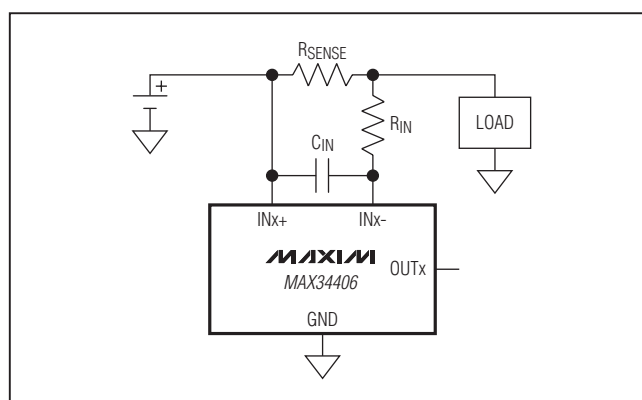 RSENSE
+
RIN
LOAD
CIN
INx+ INx-
MAXIM
MAX34406
OUTx
GND